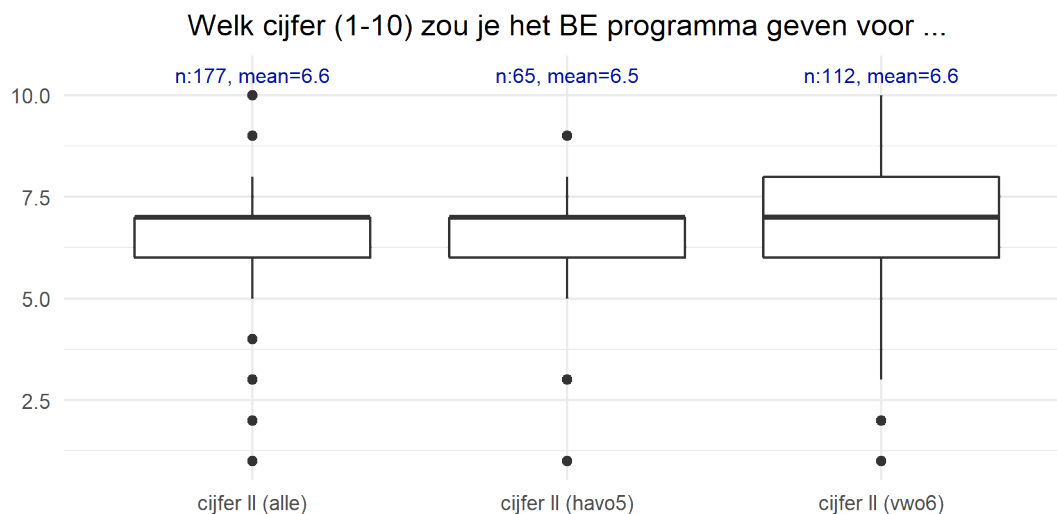 Welk cijfer (1-10) zou je het BE programma geven voor ...
n:177, mean=6.6
n:65, mean=6.5
n:112, mean=6.6
10.0
7.5
5.0
2.5
cijfer ll (alle)
cijfer ll (havo5)
cijfer ll (vwo6)